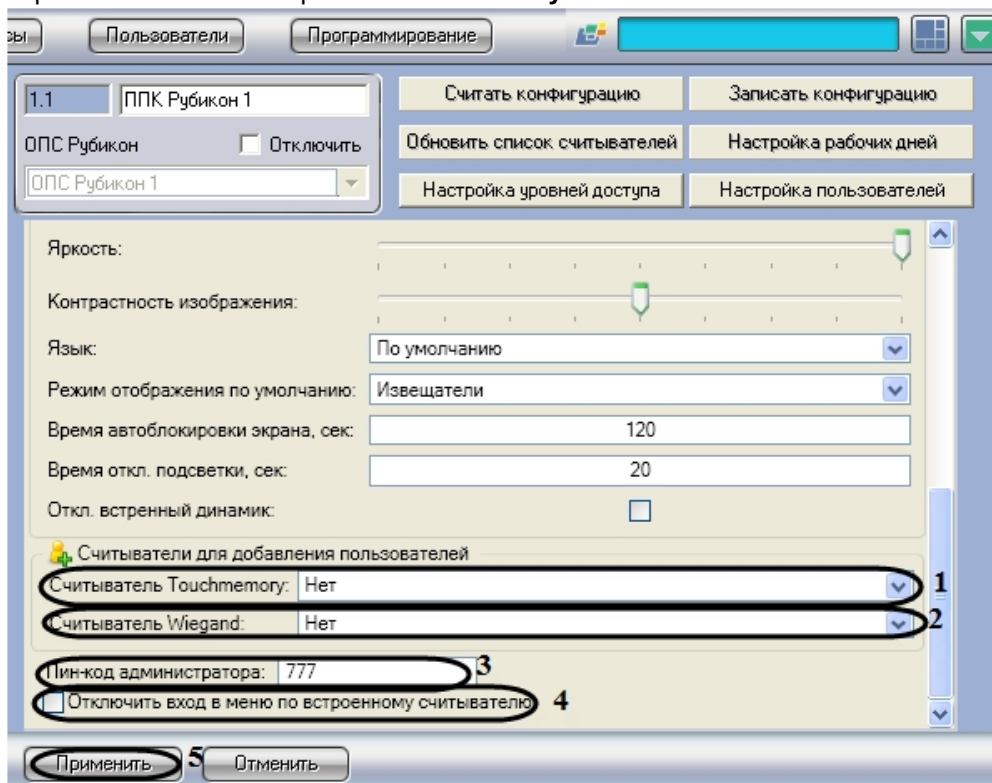 сы Пользователи Программирование
1.1 ППК Рубикон 1
ОПС Рубикон Отключить
ОПС Рубикон 1
Считать конфигурацию Записать конфигурацию
Обновить список считывателей Настройка рабочих дней
Настройка уровней доступа Настройка пользователей
Яркость:
Контрастность изображения:
Язык: По умолчанию
Режим отображения по умолчанию: Извещатели
Время автоблокировки экрана, сек: 120
Время откл. подсветки, сек: 20
Откл. встренный динамик:
Считыватели для добавления пользователей
Считыватель Touchmemory: Нет 1
Считыватель Wiegand: Нет 2
Пин-код администратора: 777 3
Отключить вход в меню по встроенному считывателю 4
Применить 5 Отменить